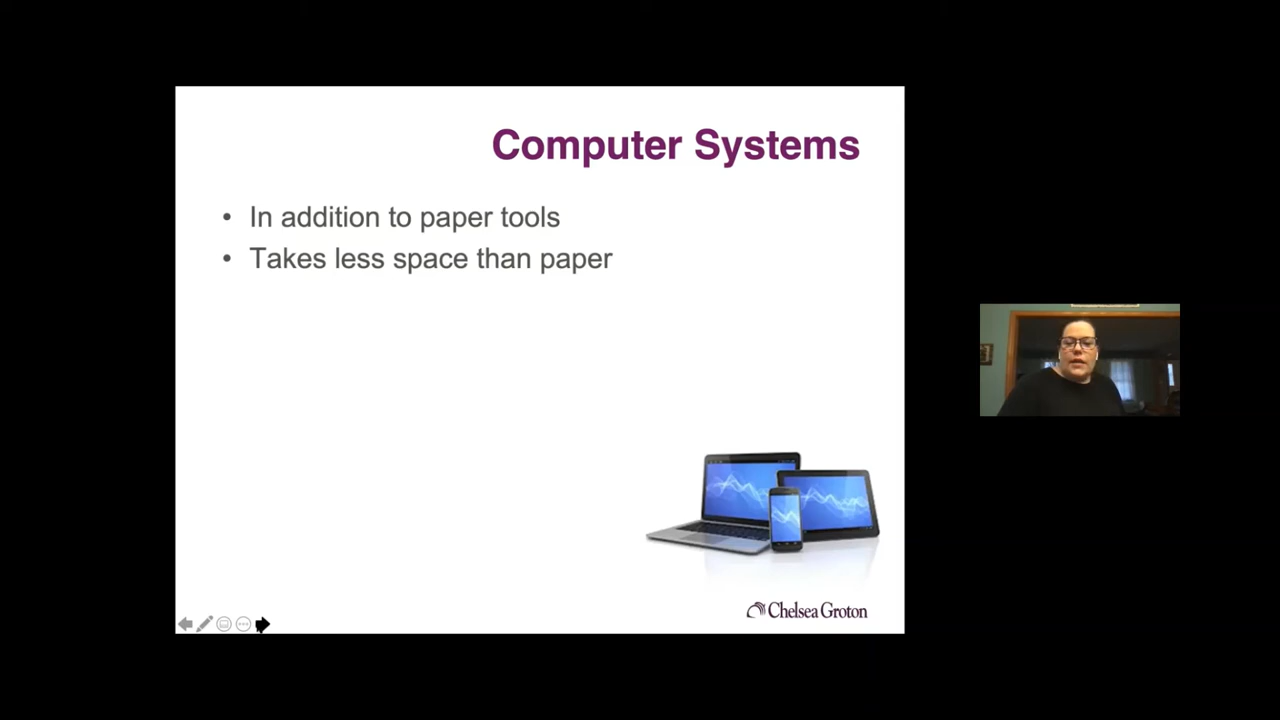 Computer Systems
• In addition to paper tools
• Takes less space than paper
Chelsea Groton